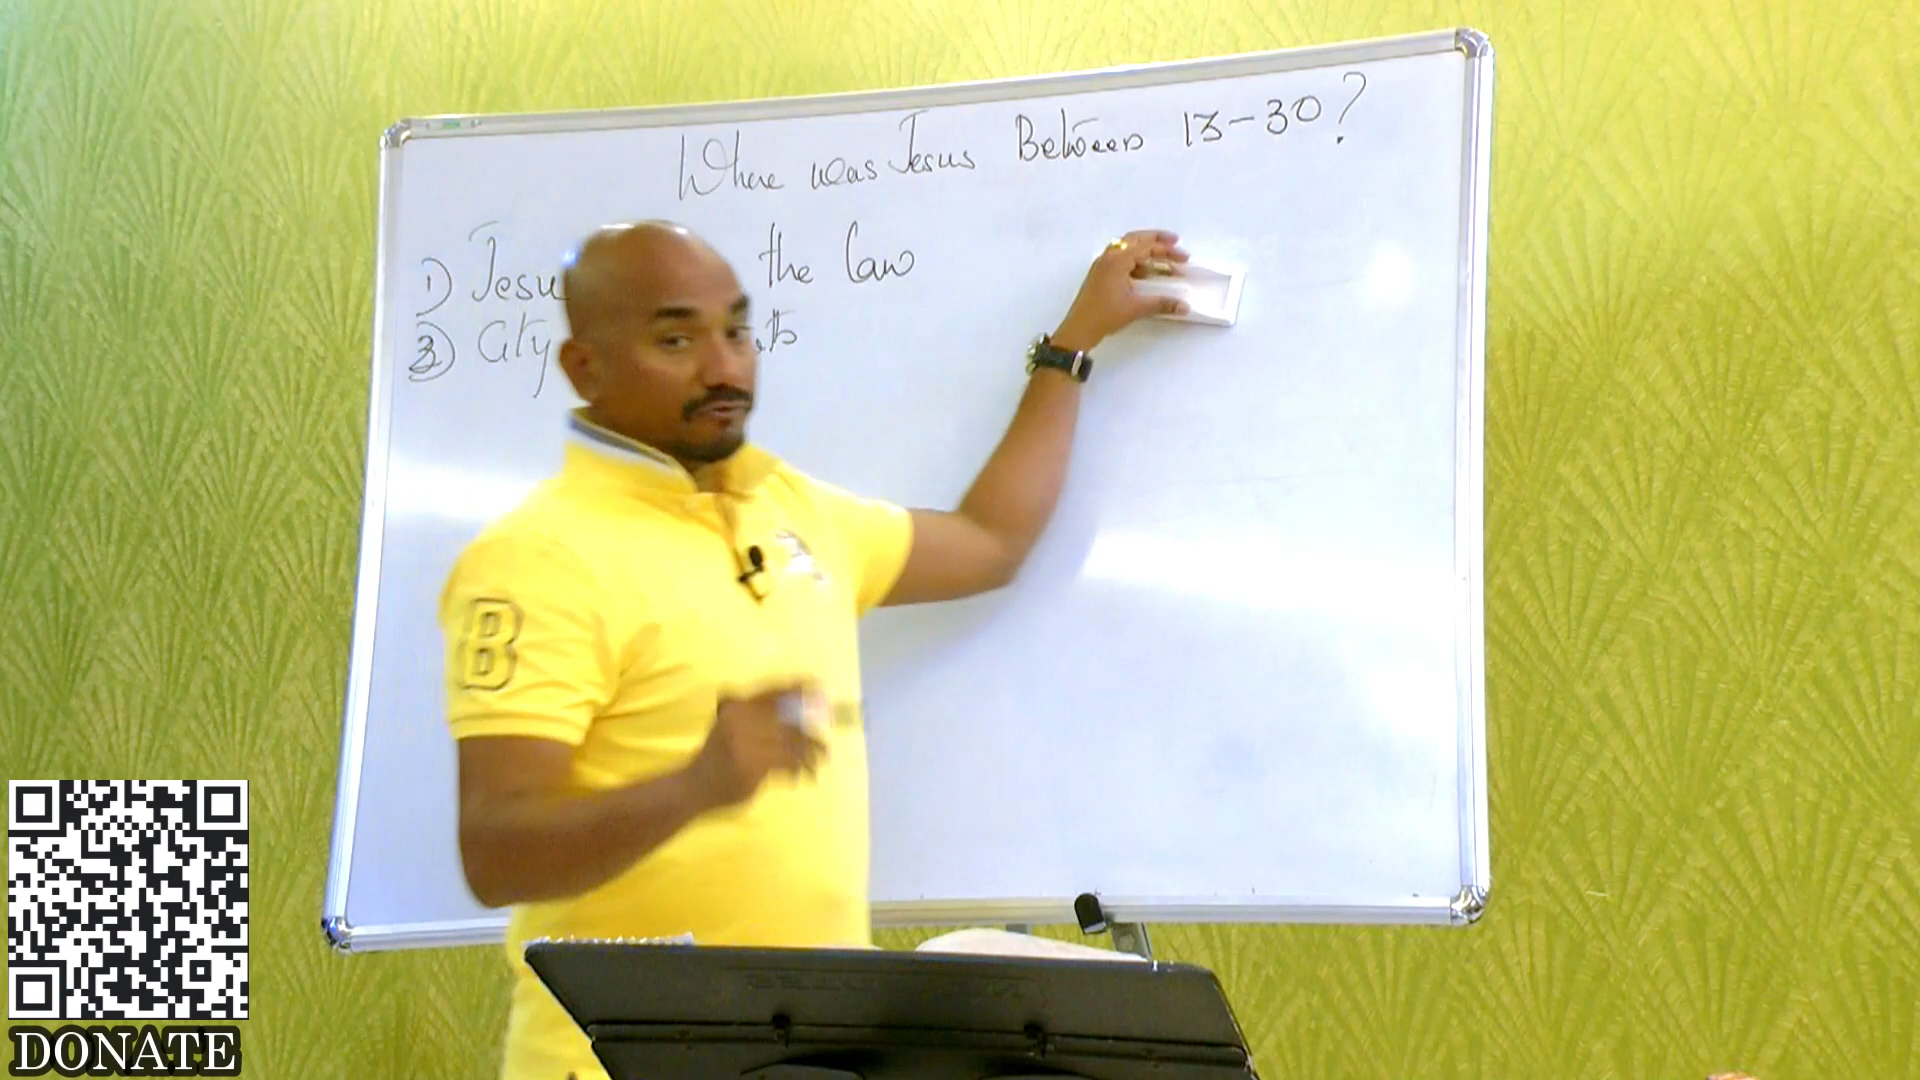 Where was Jesus Between 13-30?
1) Jesu the law
2) City
B
DONATE